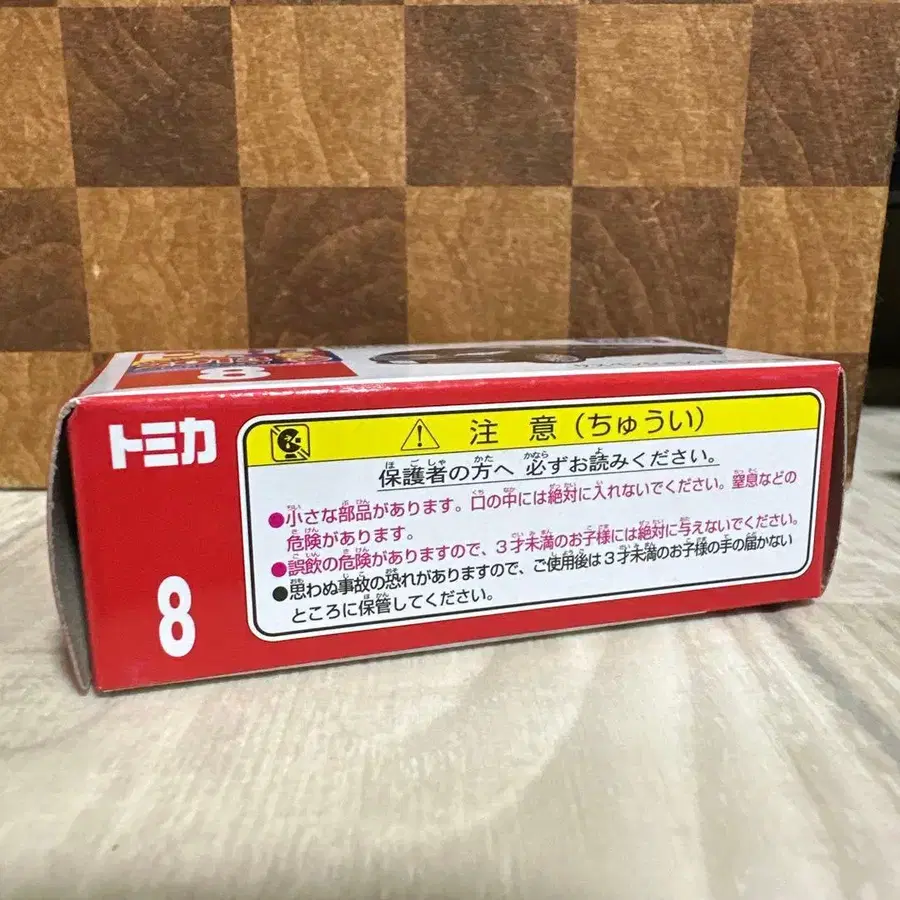 8
トミカ
8
⚠ 注意(ちゅうい)
保護者の方へ 必ずお読みください。
●小さな部品があります。口の中には絶対に入れないでください。窒息などの
危険があります。
●誤飲の危険がありますので、3才未満のお子様には絶対に与えないでください。
●思わぬ事故の恐れがありますので、ご使用後は3才未満のお子様の手の届かない
ところに保管してください。